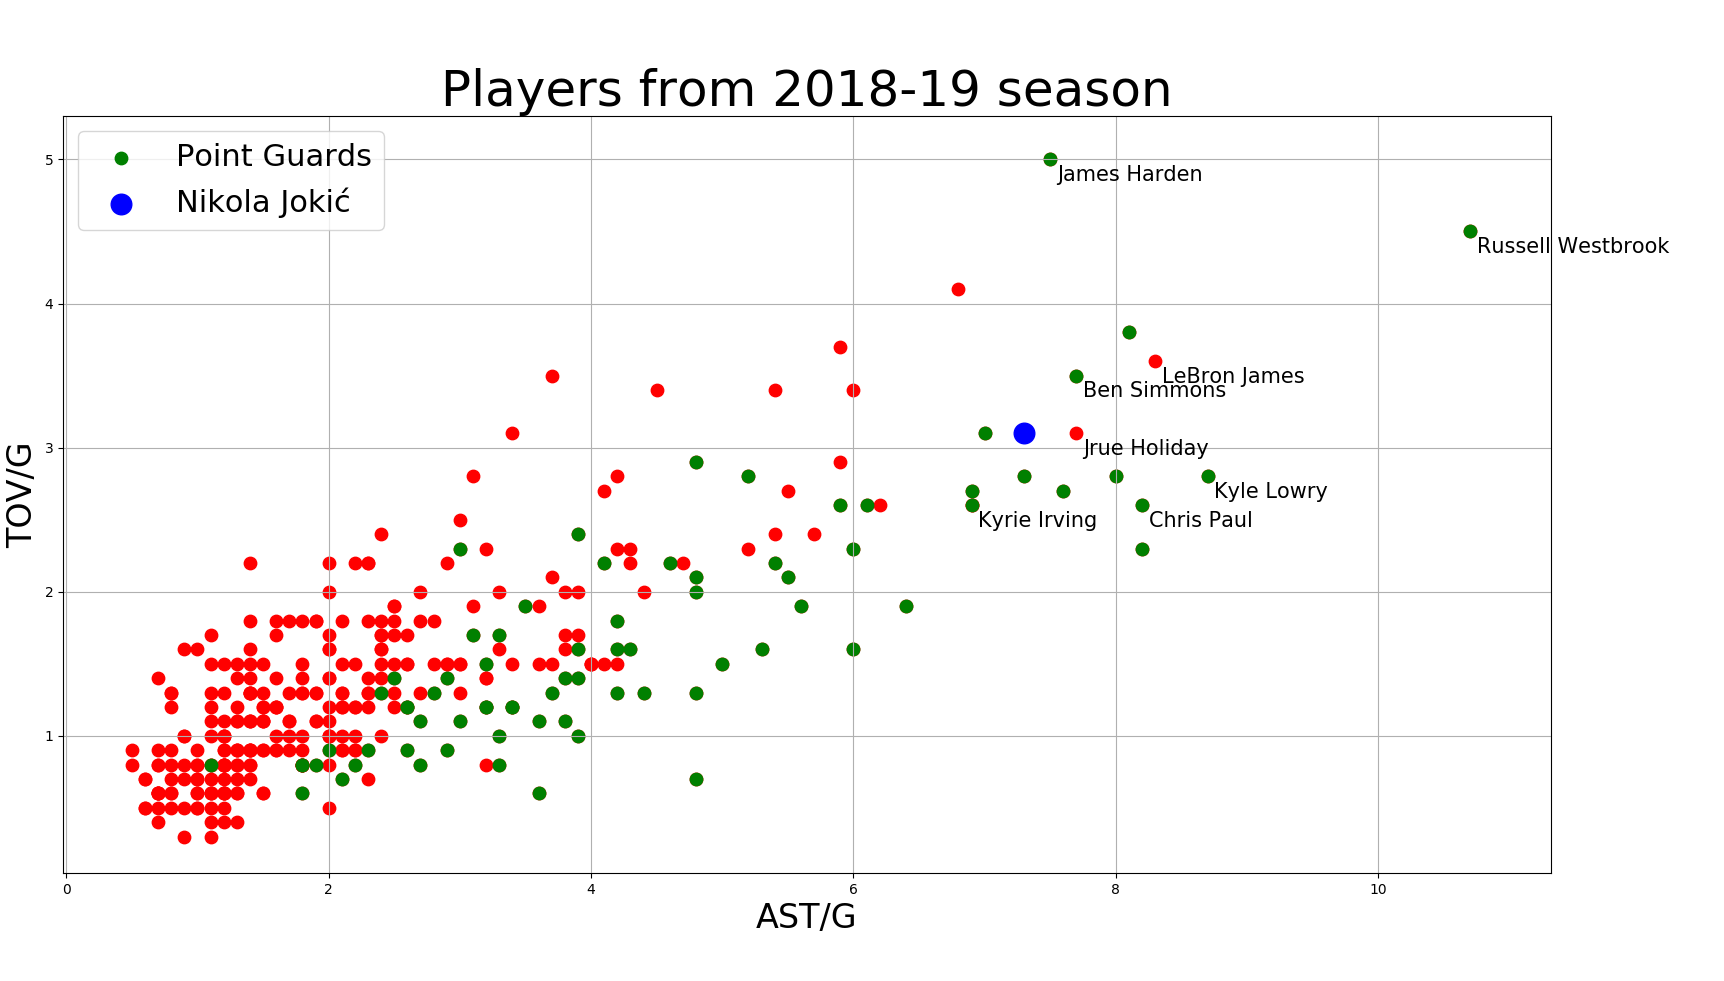 Players from 2018-19 season
Point Guards
Nikola Jokić
James Harden
Russell Westbrook
LeBron James
Ben Simmons
Jrue Holiday
Kyle Lowry
Kyrie Irving
Chris Paul
TOV/G
5
4
3
2
1
0
2
4
6
8
10
AST/G